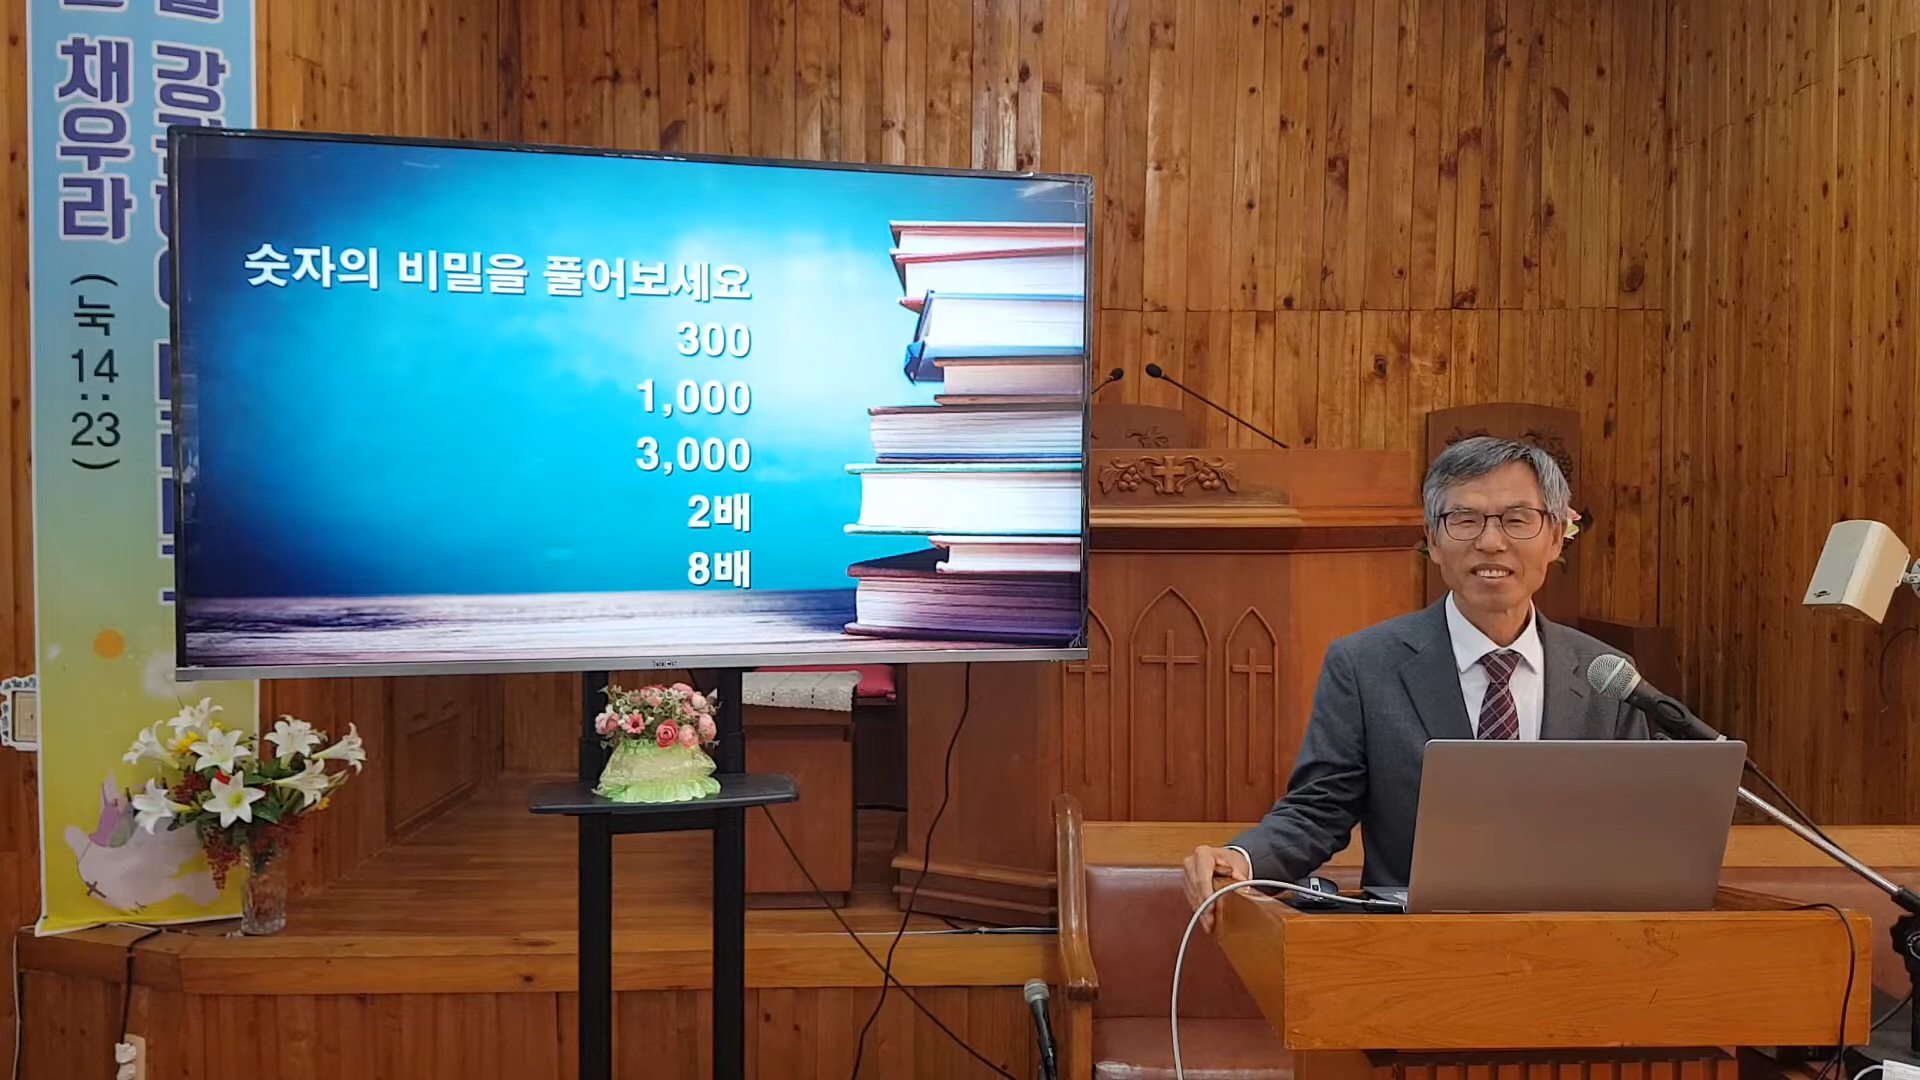 채우라
(눅 14:23)
강
숫자의 비밀을 풀어보세요
300
1,000
3,000
2배
8배